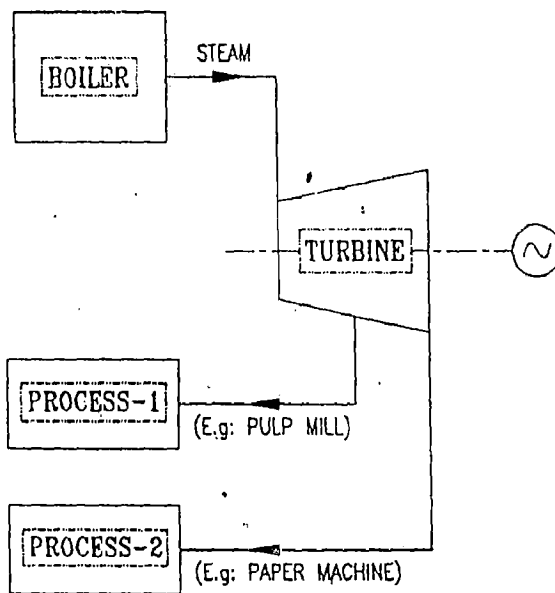 BOILER
STEAM
TURBINE
PROCESS-1
(E.g: PULP MILL)
PROCESS-2
(E.g: PAPER MACHINE)